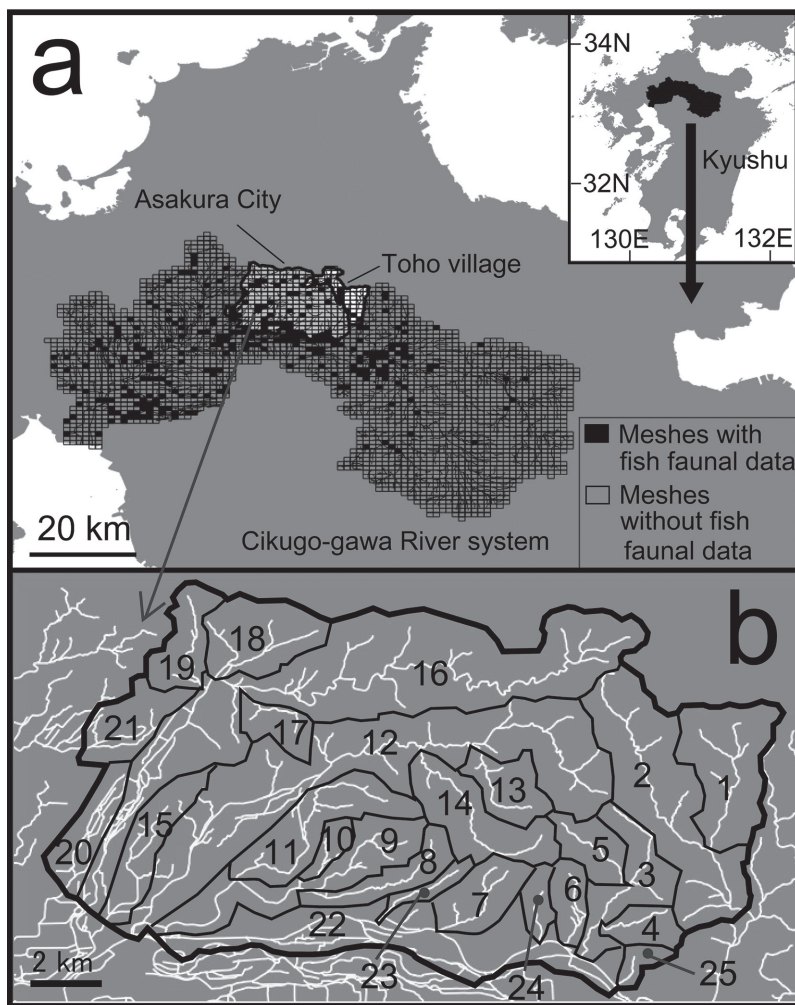 a
34N
32N
Kyushu
130E
132E
Asakura City
Toho village
Meshes with
fish faunal data
Meshes
without fish
faunal data
20 km
Cikugo-gawa River system
b
18
19
16
21
17
12
2
1
13
14
15
20
10
9
11
5
8
3
6
7
4
22
23
24
25
2 km